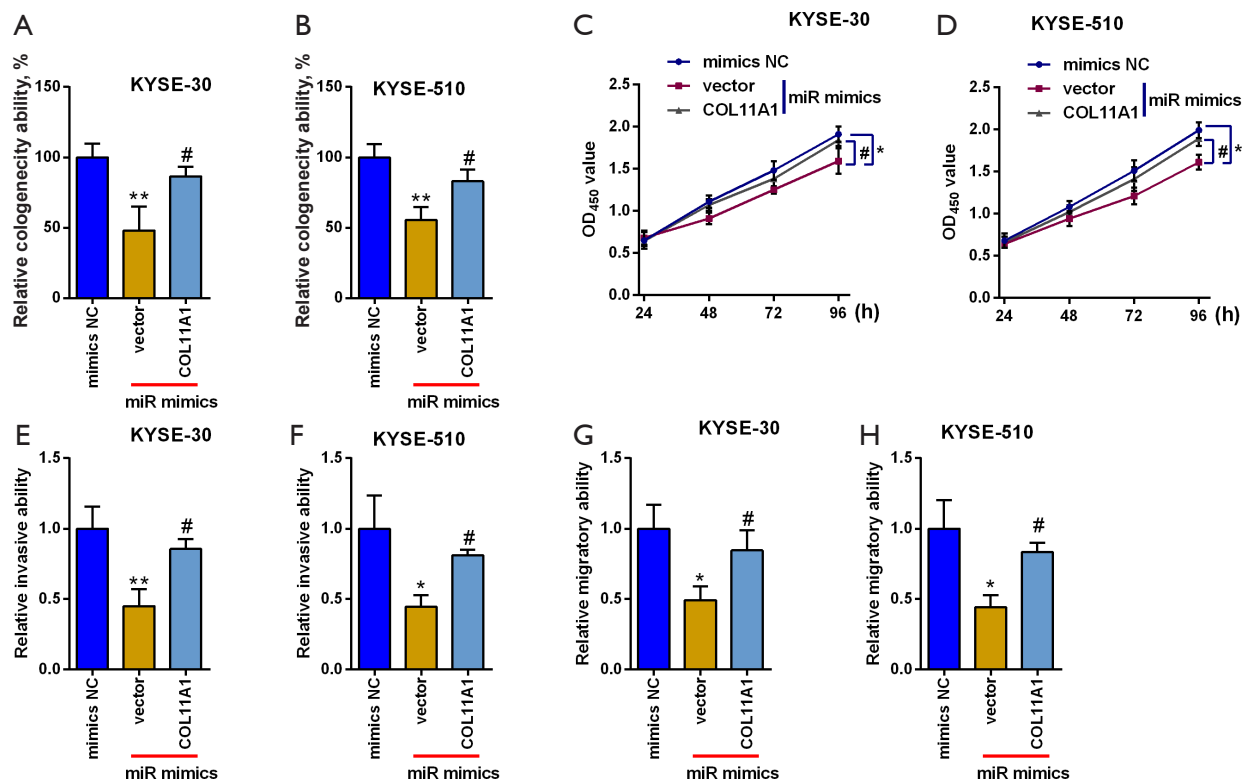 A
Relative cologenecity ability, %
KYSE-30
150
100
50
0
**
#
mimics NC
vector
COL11A1
miR mimics
B
Relative cologenecity ability, %
KYSE-510
150
100
50
0
**
#
mimics NC
vector
COL11A1
miR mimics
C
KYSE-30
mimics NC
vector
COL11A1
miR mimics
OD450 value
2.5
2.0
1.5
1.0
0.5
0.0
# *
24 48 72 96 (h)
D
KYSE-510
mimics NC
vector
COL11A1
miR mimics
OD450 value
2.5
2.0
1.5
1.0
0.5
0.0
# *
24 48 72 96 (h)
E
Relative invasive ability
KYSE-30
1.5
1.0
0.5
0.0
**
#
mimics NC
vector
COL11A1
miR mimics
F
Relative invasive ability
KYSE-510
1.5
1.0
0.5
0.0
*
#
mimics NC
vector
COL11A1
miR mimics
G
Relative migratory ability
KYSE-30
1.5
1.0
0.5
0.0
*
#
mimics NC
vector
COL11A1
miR mimics
H
Relative migratory ability
KYSE-510
1.5
1.0
0.5
0.0
*
#
mimics NC
vector
COL11A1
miR mimics